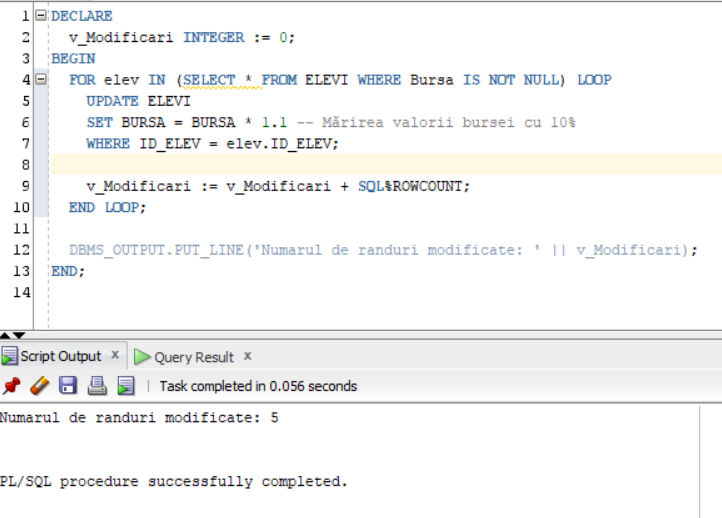 1 DECLARE
2 v_Modificari INTEGER := 0;
3 BEGIN
4 FOR elev IN (SELECT * FROM ELEVI WHERE Bursa IS NOT NULL) LOOP
5 UPDATE ELEVI
6 SET BURSA = BURSA * 1.1 -- Mărirea valorii bursei cu 10%
7 WHERE ID_ELEV = elev.ID_ELEV;
8
9 v_Modificari := v_Modificari + SQL%ROWCOUNT;
10 END LOOP;
11
12 DBMS_OUTPUT.PUT_LINE('Numarul de randuri modificate: ' || v_Modificari);
13 END;
14
Script Output x Query Result x
Task completed in 0.056 seconds
Numarul de randuri modificate: 5
PL/SQL procedure successfully completed.